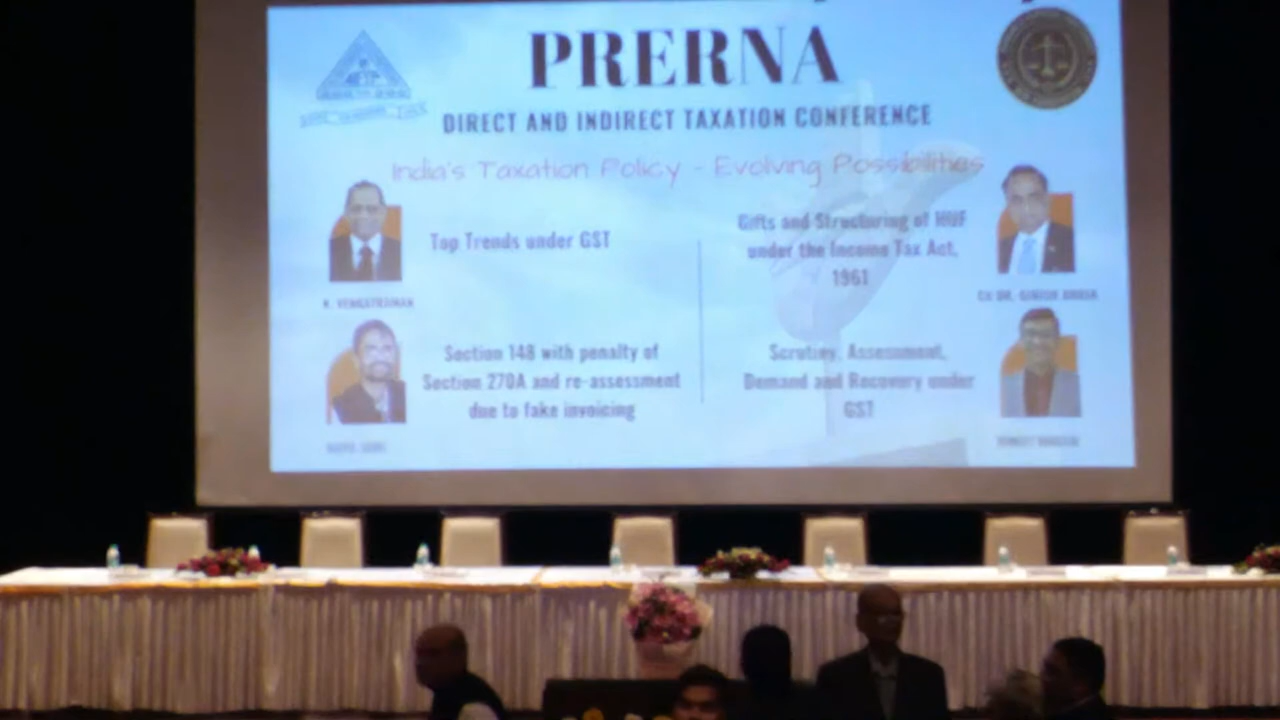 PRERNA
DIRECT AND INDIRECT TAXATION CONFERENCE
India's Taxation Policy - Evolving Possibilities
Top Trends under GST
Gifts and Structuring of HUF
under the Income Tax Act,
1961
Section 148 with penalty of
Section 270A and re-assessment
due to fake invoicing
Scrutiny, Assessment,
Demand and Recovery under
GST